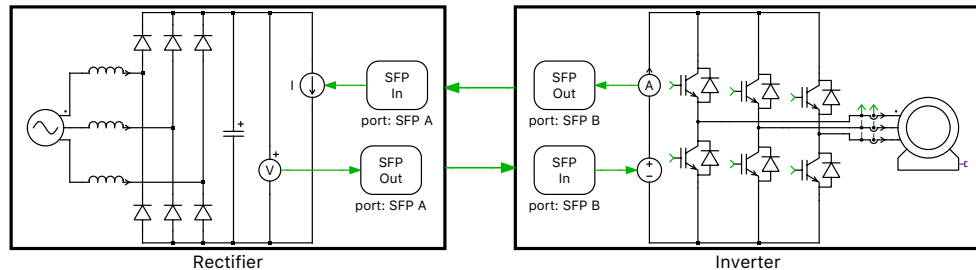 I
SFP
In
port: SFP A
V
SFP
Out
port: SFP A
Rectifier
SFP
Out
port: SFP B
A
SFP
In
port: SFP B
Inverter